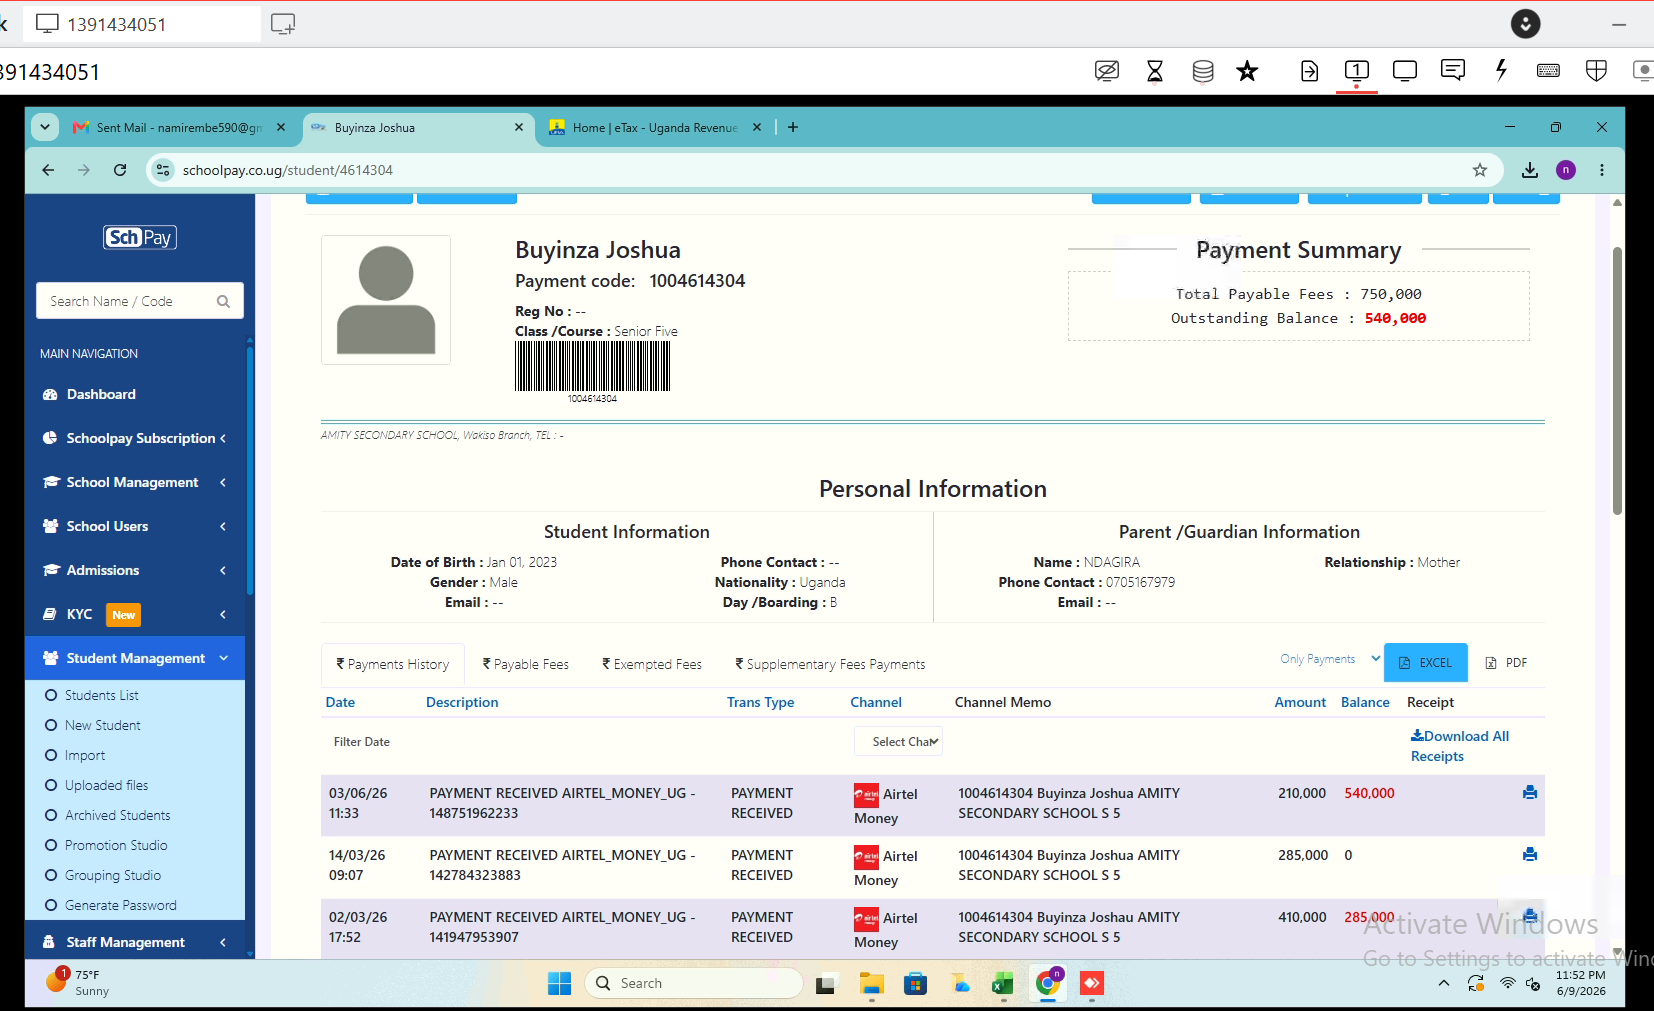 k
1391434051
391434051
1
Sent Mail - namirembe590@gm
Buyinza Joshua
Home | eTax - Uganda Revenue
schoolpay.co.ug/student/4614304
n
Sch Pay
Search Name / Code
MAIN NAVIGATION
Dashboard
Schoolpay Subscription
School Management
School Users
Admissions
KYC New
Student Management
Students List
New Student
Import
Uploaded files
Archived Students
Promotion Studio
Grouping Studio
Generate Password
Staff Management
Buyinza Joshua
Payment code: 1004614304
Reg No : --
Class /Course : Senior Five
1004614304
Payment Summary
Total Payable Fees : 750,000
Outstanding Balance : 540,000
AMITY SECONDARY SCHOOL, Wakiso Branch, TEL : -
Personal Information
Student Information
Date of Birth : Jan 01, 2023
Gender : Male
Email : --
Phone Contact : --
Nationality : Uganda
Day /Boarding : B
Parent /Guardian Information
Name : NDAGIRA
Phone Contact : 0705167979
Email : --
Relationship : Mother
₹ Payments History ₹ Payable Fees ₹ Exempted Fees ₹ Supplementary Fees Payments
Only Payments EXCEL PDF
Date Description Trans Type Channel Channel Memo Amount Balance Receipt
Filter Date Select Cha Download All
Receipts
03/06/26 PAYMENT RECEIVED AIRTEL_MONEY_UG - PAYMENT airtel Airtel 1004614304 Buyinza Joshua AMITY 210,000 540,000
11:33 148751962233 RECEIVED Money SECONDARY SCHOOL S 5
14/03/26 PAYMENT RECEIVED AIRTEL_MONEY_UG - PAYMENT airtel Airtel 1004614304 Buyinza Joshua AMITY 285,000 0
09:07 142784323883 RECEIVED Money SECONDARY SCHOOL S 5
02/03/26 PAYMENT RECEIVED AIRTEL_MONEY_UG - PAYMENT airtel Airtel 1004614304 Buyinza Joshau AMITY 410,000 285,000
17:52 141947953907 RECEIVED Money SECONDARY SCHOOL S 5
Activate Windows
Go to Settings to activate Wind
1
75°F
Sunny
Search
n
11:52 PM
6/9/2026